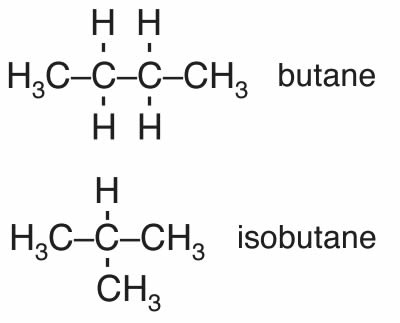 H H
H3C–C–C–CH3 butane
H H
H
H3C–C–CH3 isobutane
CH3